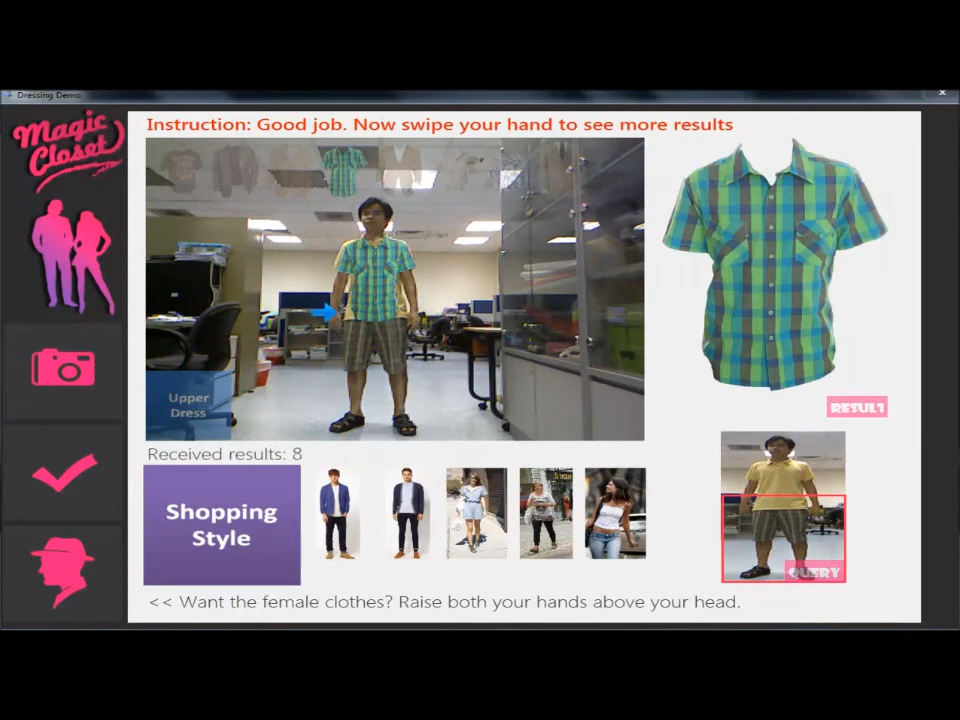 Dressing Demo
Magic
Closet
Instruction: Good job. Now swipe your hand to see more results
Upper
Dress
RESULT
Received results: 8
Shopping
Style
QUERY
<< Want the female clothes? Raise both your hands above your head.